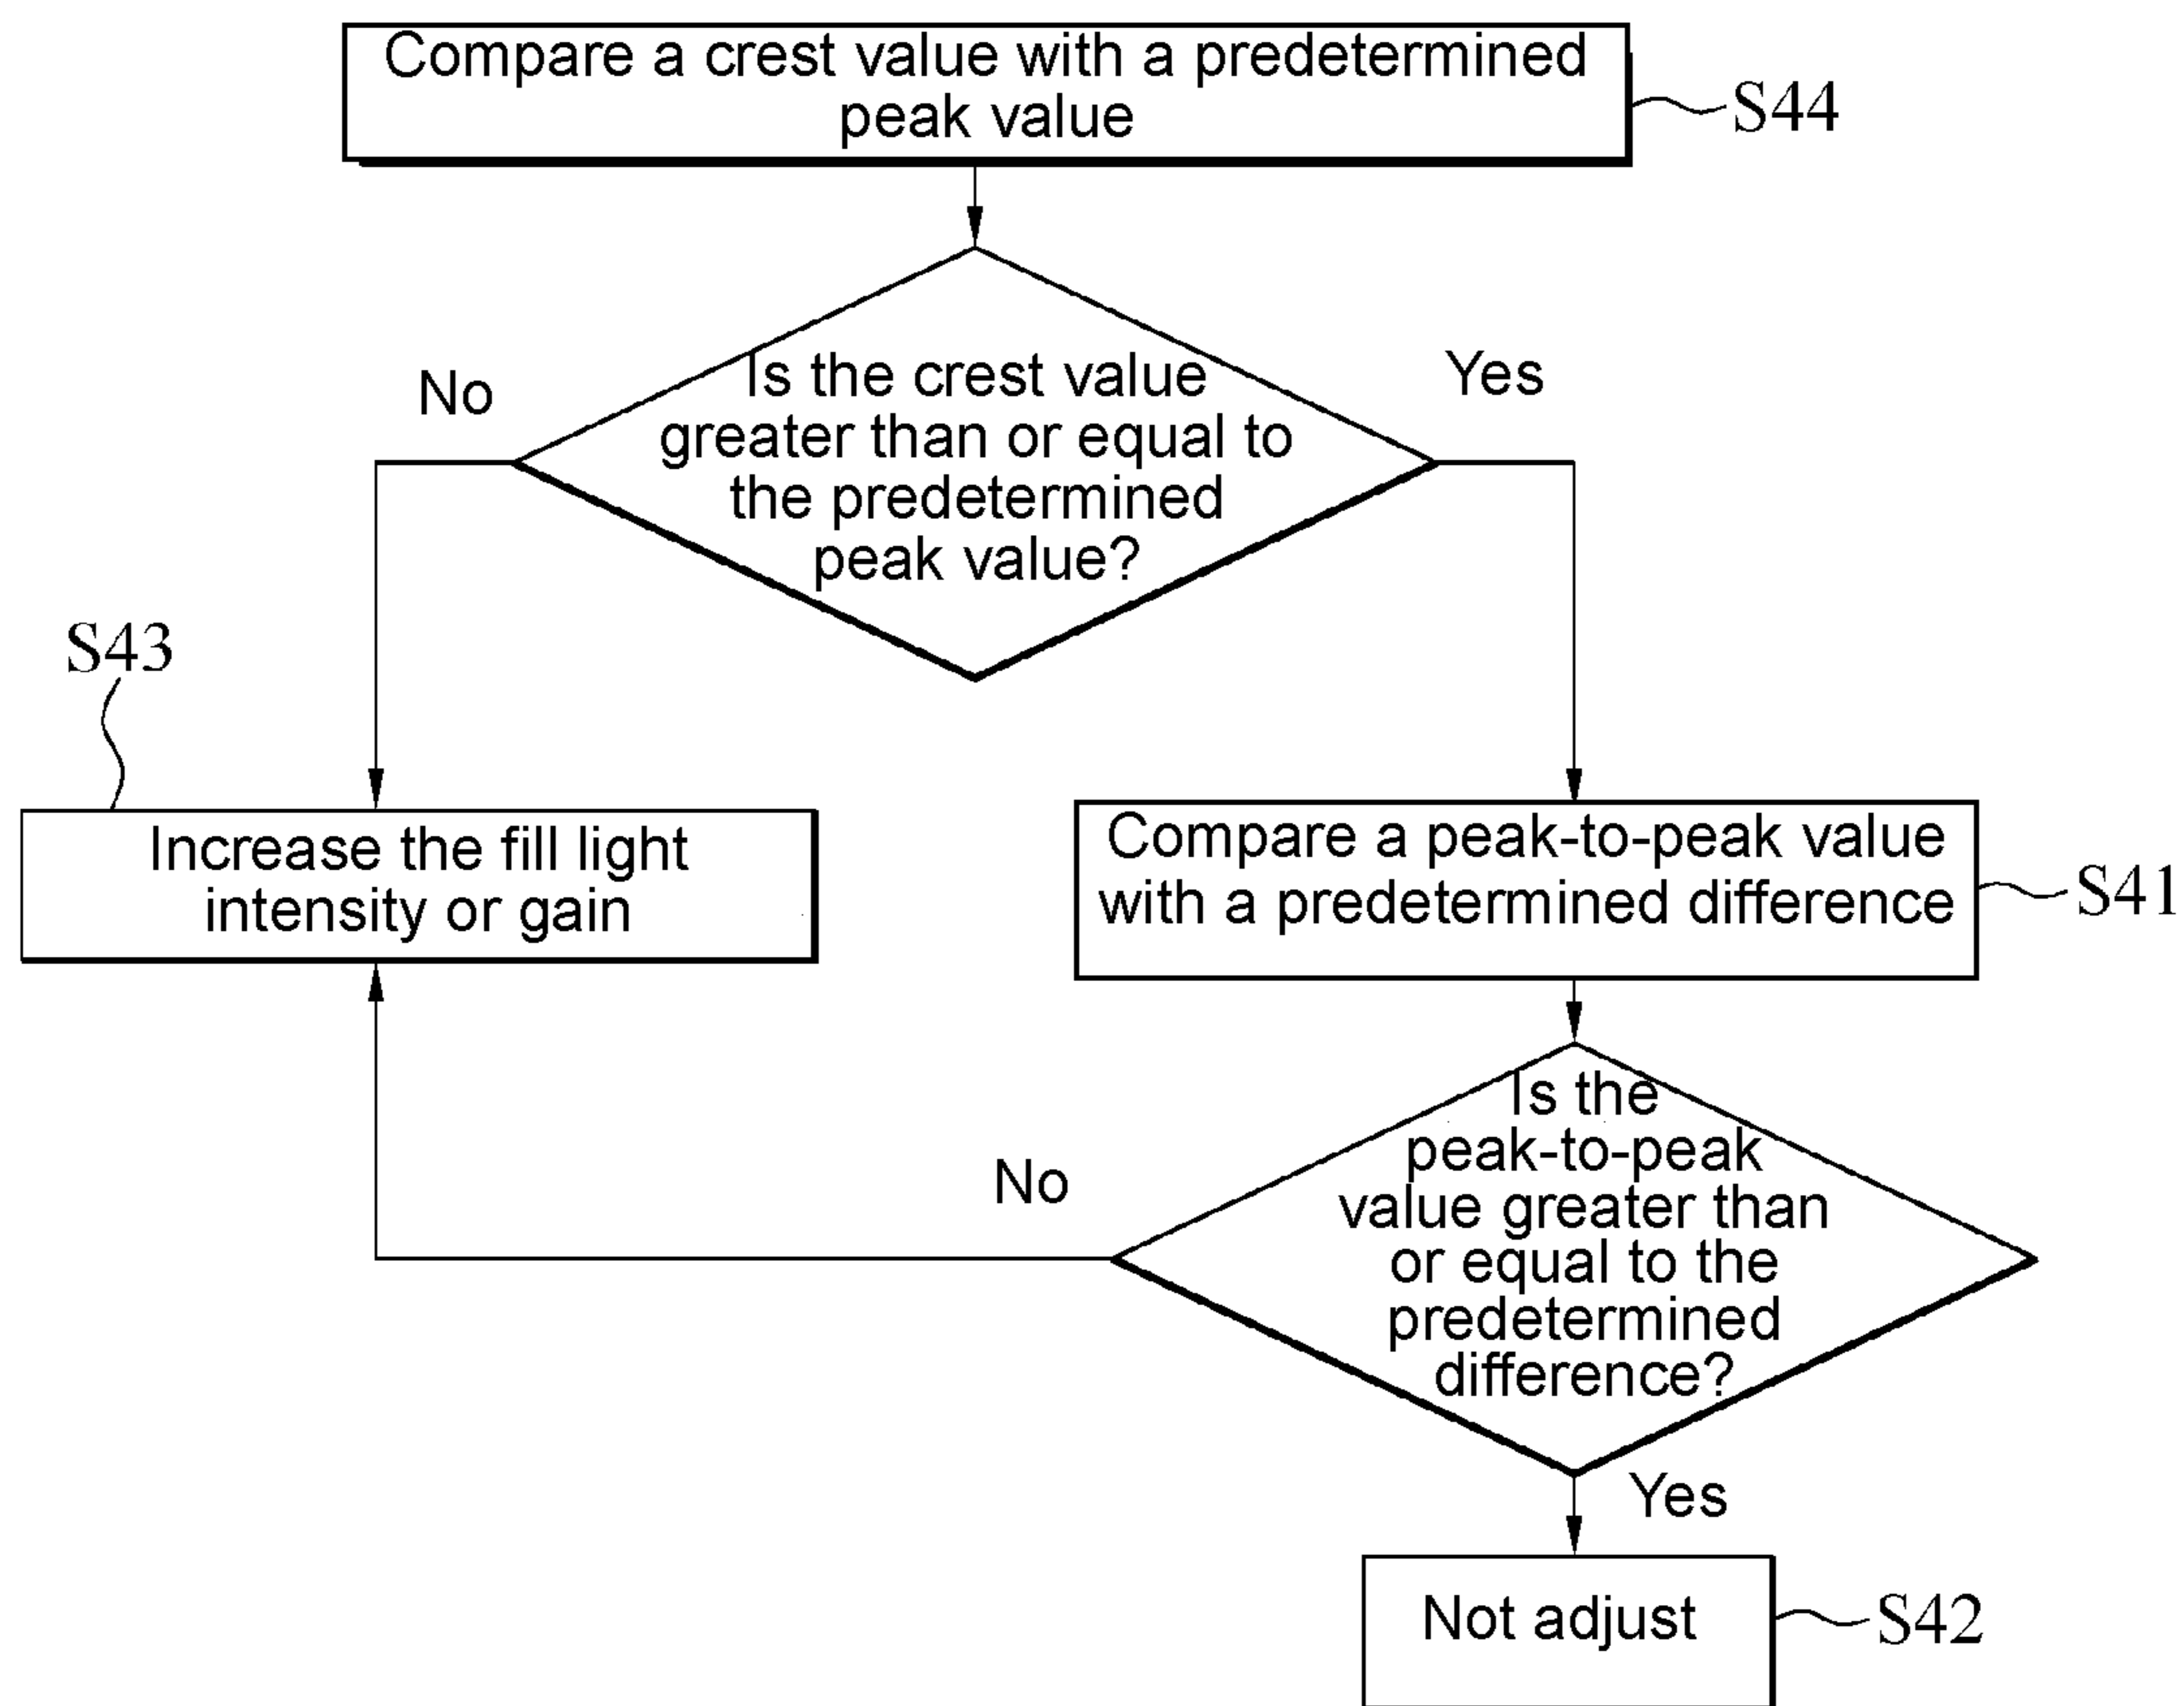 Compare a crest value with a predetermined
peak value
S44
Is the crest value
greater than or equal to
the predetermined
peak value?
No
Yes
S43
Increase the fill light
intensity or gain
Compare a peak-to-peak value
with a predetermined difference
S41
Is the
peak-to-peak
value greater than
or equal to the
predetermined
difference?
No
Yes
Not adjust
S42